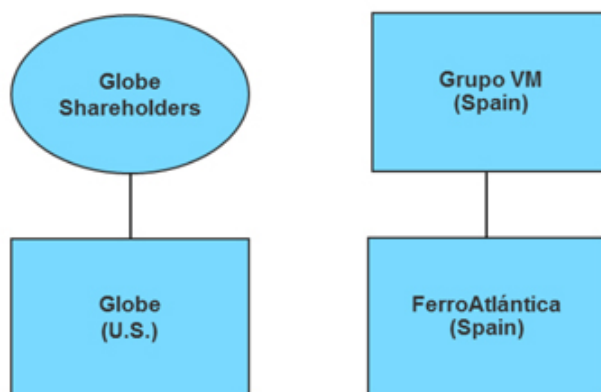 Globe
Shareholders
Grupo VM
(Spain)
Globe
(U.S.)
FerroAtlántica
(Spain)